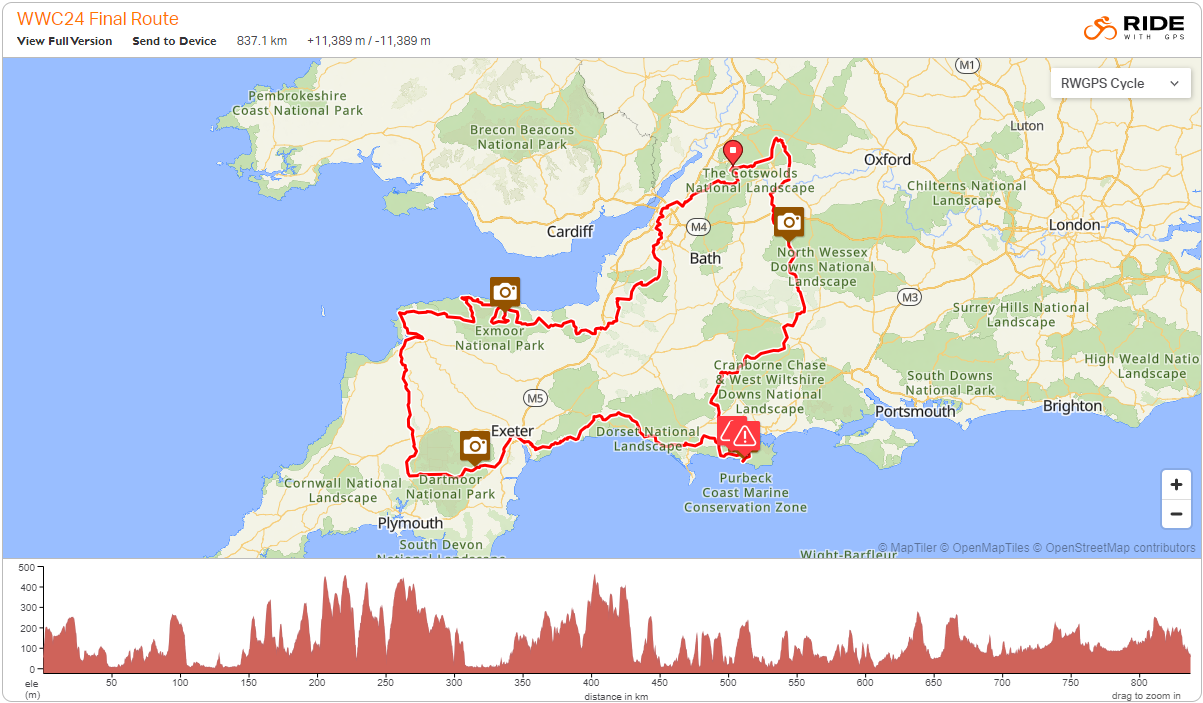 WWC24 Final Route
View Full Version Send to Device 837.1 km +11,389 m / -11,389 m
RIDE
WITH GPS
M1
RWGPS Cycle
Pembrokeshire
Coast National Park
Luton
Brecon Beacons
National Park
Oxford
The Cotswolds
National Landscape
Chilterns National
Landscape
Cardiff
M4
London
Bath
North Wessex
Downs National
Landscape
M3
Surrey Hills National
Landscape
Exmoor
National Park
High Weald Natio
Landscape
Cranborne Chase
& West Wiltshire
Downs National
Landscape
South Downs
National Park
M5
Portsmouth
Brighton
Exeter
Dorset National
Landscape
Cornwall National
Landscape
Dartmoor
National Park
Purbeck
Coast Marine
Conservation Zone
+
−
Plymouth
South Devon
National Landscape
Wight-Barfleur
© MapTiler © OpenMapTiles © OpenStreetMap contributors
500
400
300
200
100
0
ele
(m)
50 100 150 200 250 300 350 400 450 500 550 600 650 700 750 800
distance in km
drag to zoom in